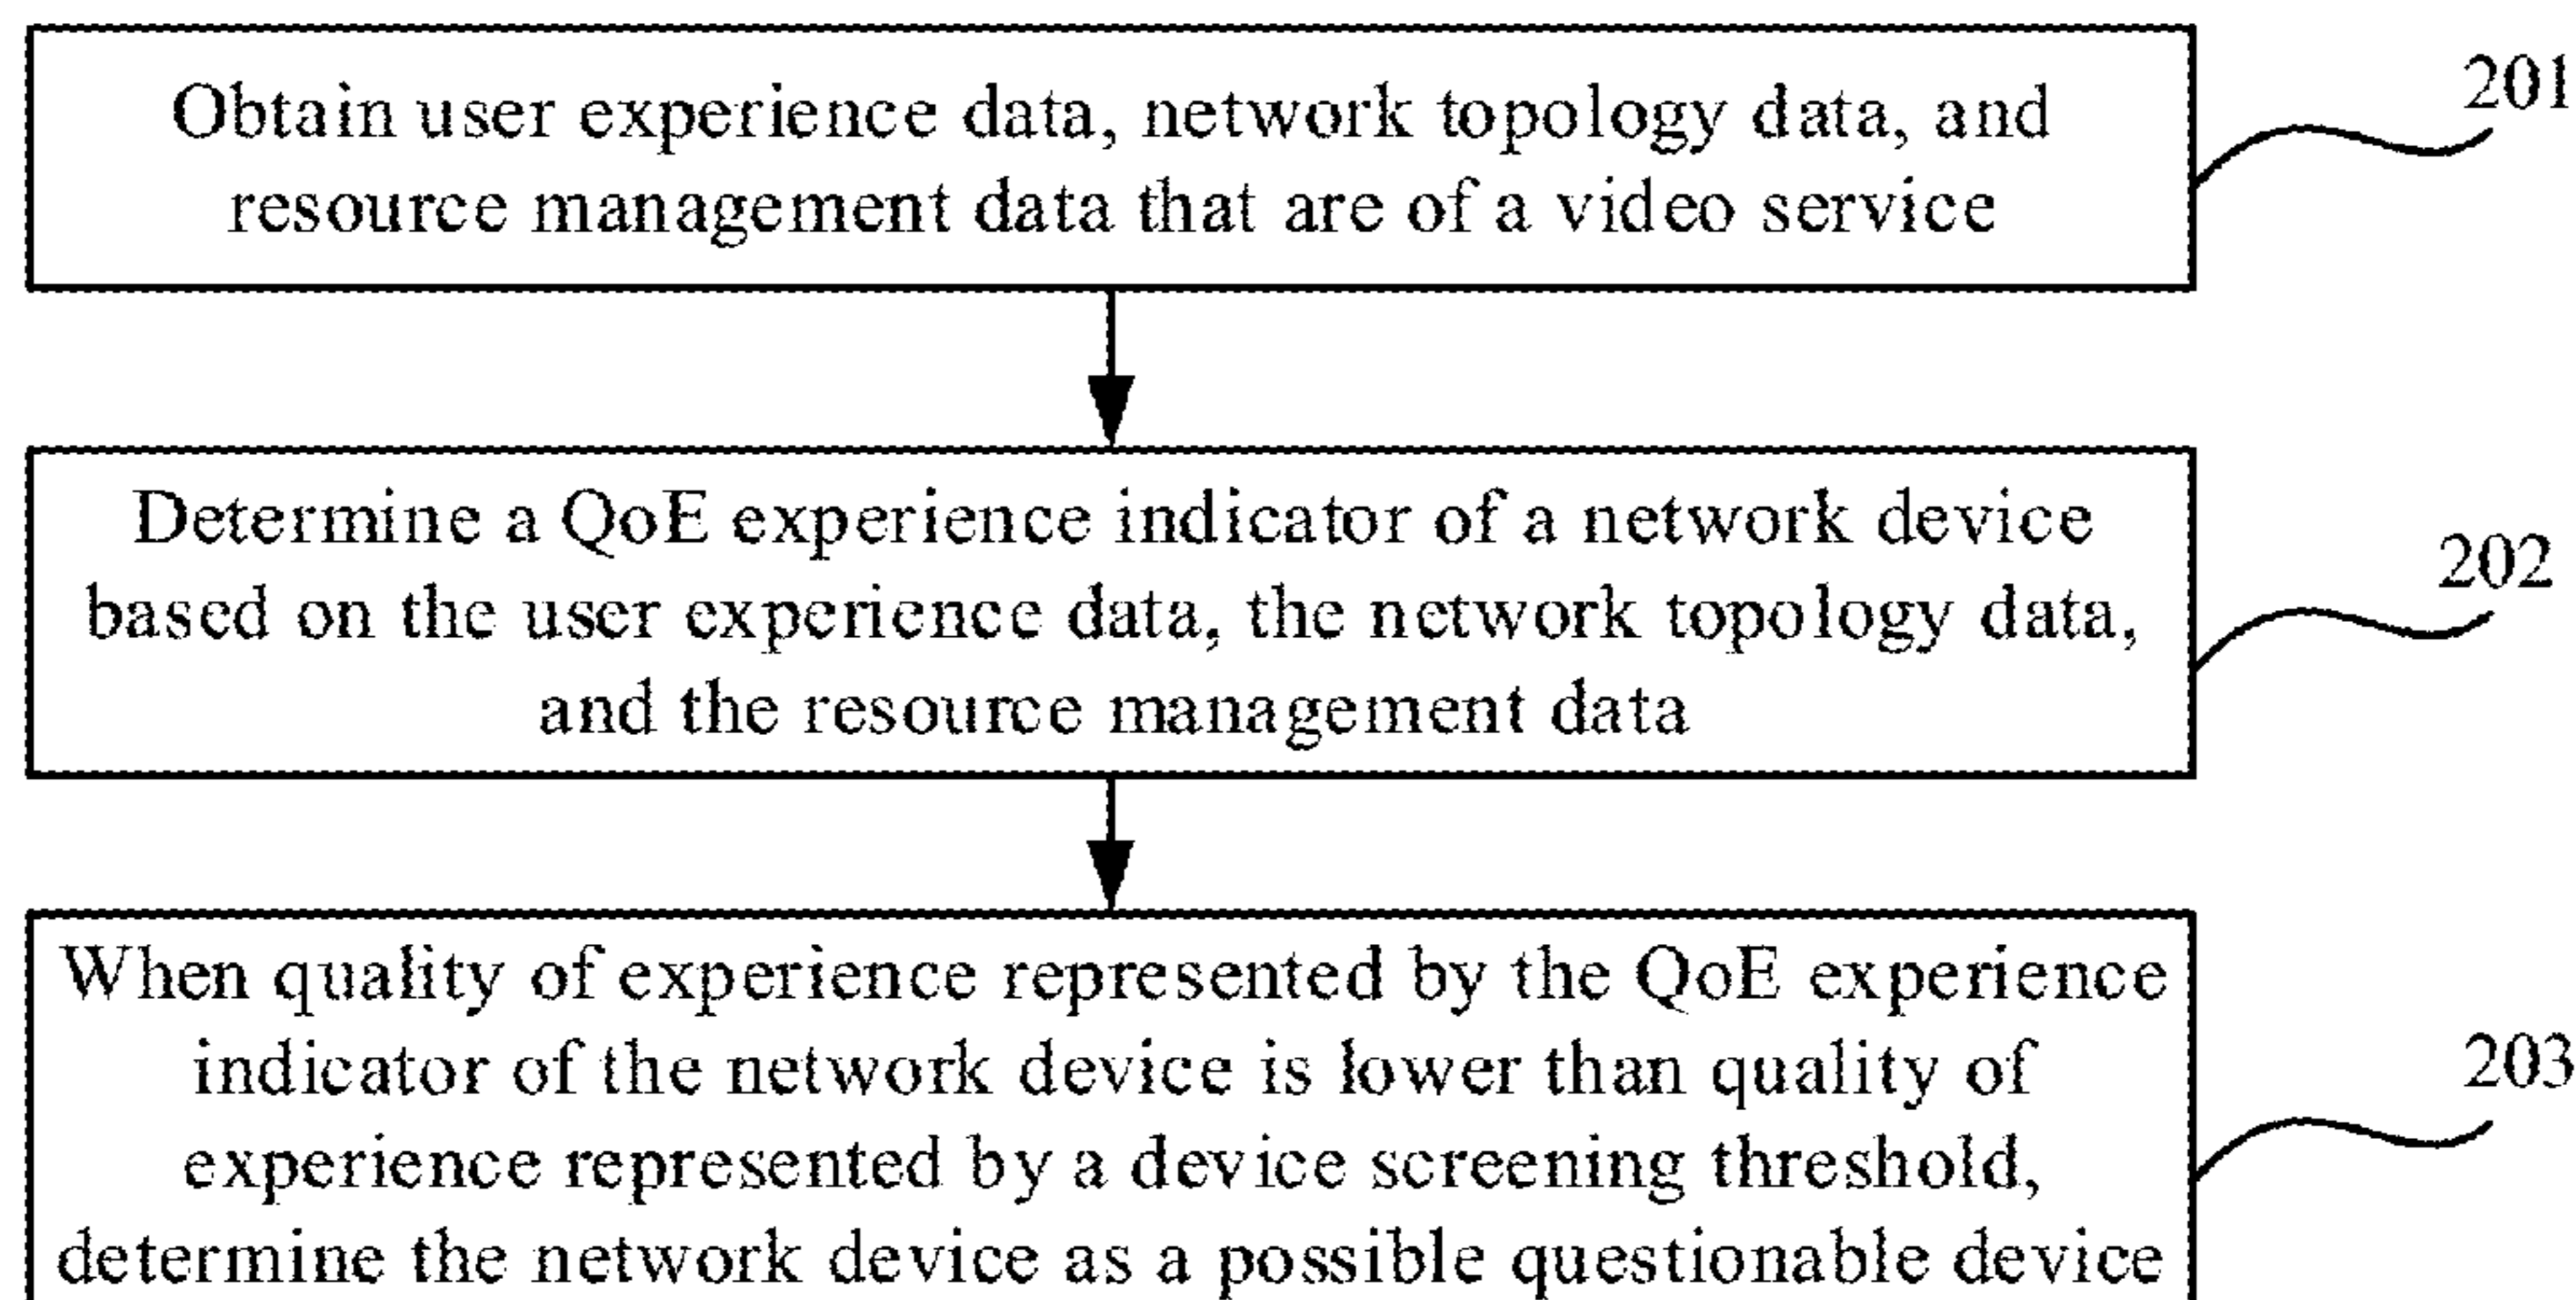 Obtain user experience data, network topology data, and
resource management data that are of a video service
201
Determine a QoE experience indicator of a network device
based on the user experience data, the network topology data,
and the resource management data
202
When quality of experience represented by the QoE experience
indicator of the network device is lower than quality of
experience represented by a device screening threshold,
determine the network device as a possible questionable device
203